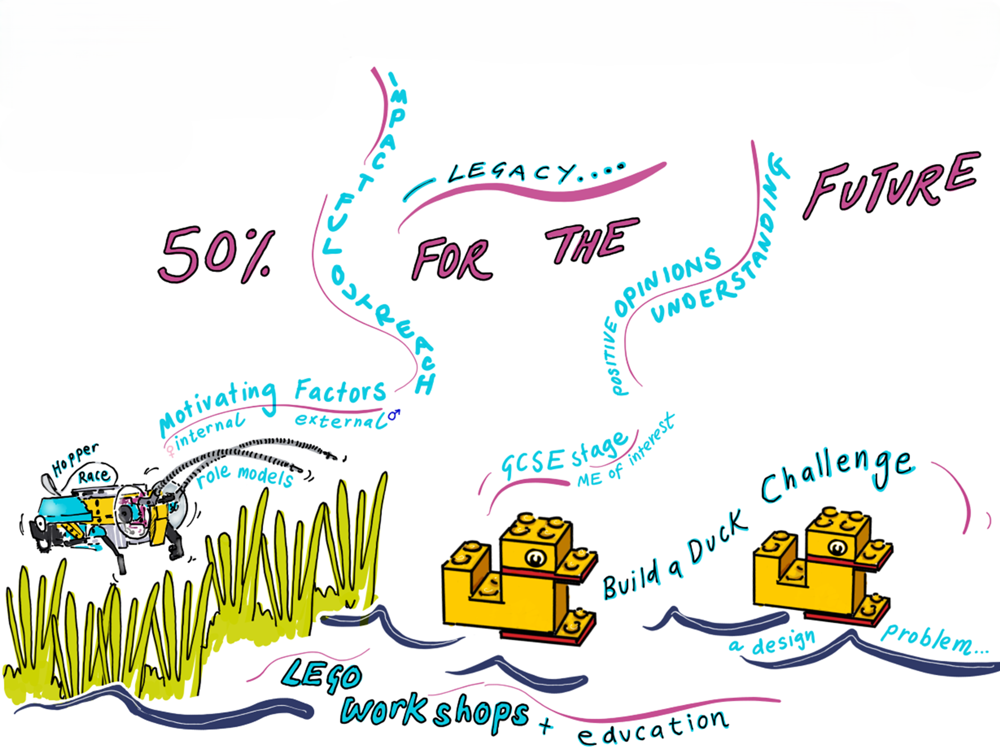 IMPACTFUL OUTREACH
LEGACY....
50% FOR THE FUTURE
POSITIVE OPINIONS
UNDERSTANDING
Motivating Factors
♀internal external♂
role models
Hopper
Race
GCSE stage
ME of interest
Build a Duck Challenge
a design problem...
LEGO
workshops + education